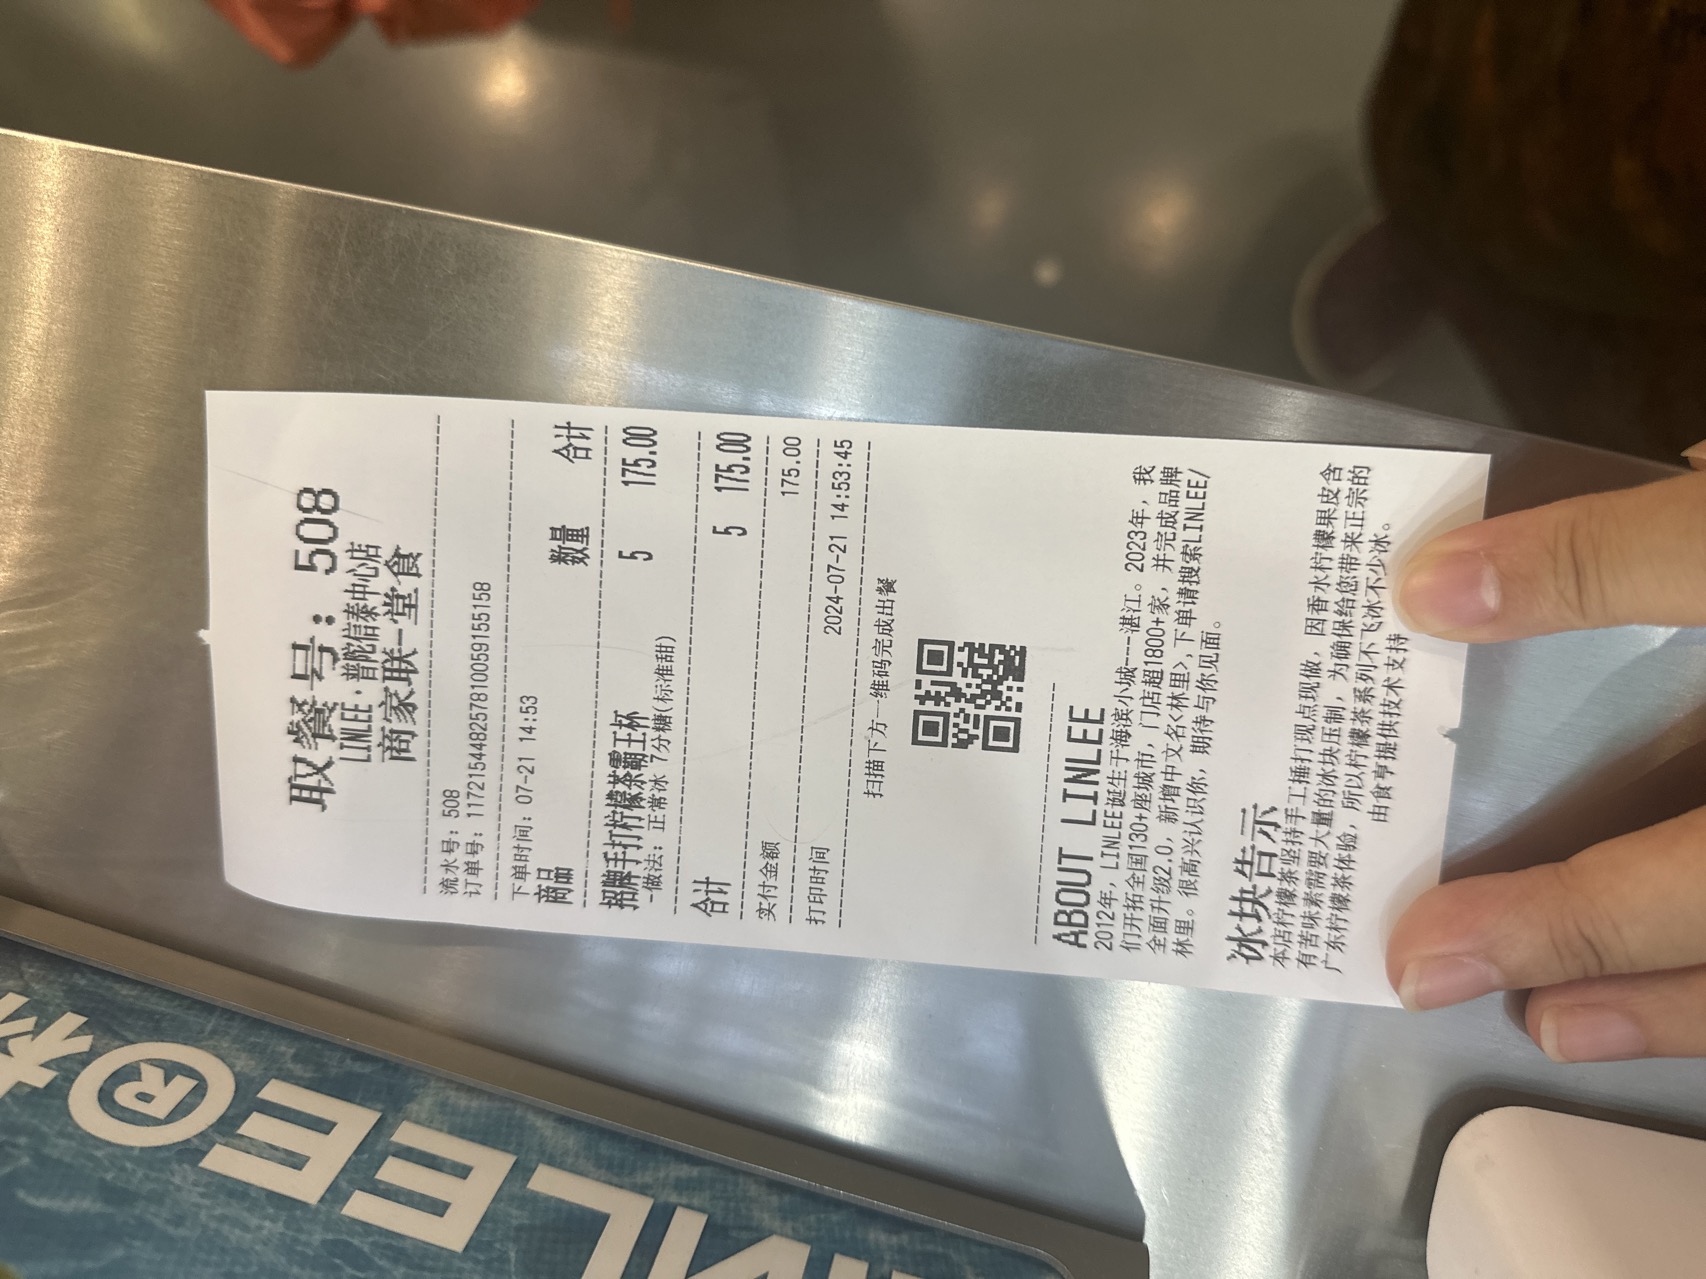 取餐号：508
LINLEE·普陀信泰中心店
商家联-堂食
流水号：508
订单号：1172154482578100591551​58
下单时间：07-21 14:53
商品 数量 合计
招牌手打柠檬茶霸王杯 5 175.00
-做法：正常冰 7分糖(标准甜)
合计 5 175.00
实付金额 175.00
打印时间 2024-07-21 14:53:45
扫描下方一维码完成出餐
ABOUT LINLEE
2012年，LINLEE诞生于海滨小城---湛江。2023年，我
们开拓全国130+座城市，门店超1800+家，并完成品牌
全面升级2.0，新增中文名<林里>，下单请搜索LINLEE/
林里。很高兴认识你，期待与你见面。
冰块告示
本店柠檬茶坚持手工捶打现点现做，因香水柠檬果皮含
有苦味素需要大量的冰块压制，为确保给您带来正宗的
广东柠檬茶体验，所以柠檬茶系列不飞冰不少冰。
由食亨提供技术支持
INLEE®林